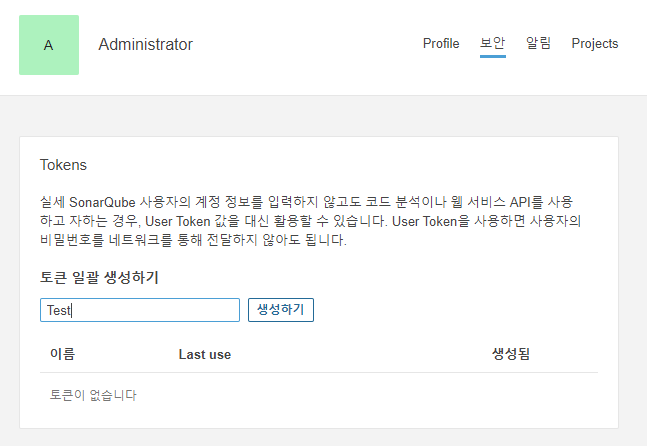 A
Administrator
Profile 보안 알림 Projects
Tokens
실세 SonarQube 사용자의 계정 정보를 입력하지 않고도 코드 분석이나 웹 서비스 API를 사용
하고 자하는 경우, User Token 값을 대신 활용할 수 있습니다. User Token을 사용하면 사용자의
비밀번호를 네트워크를 통해 전달하지 않아도 됩니다.
토큰 일괄 생성하기
Test 생성하기
이름 Last use 생성됨
토큰이 없습니다